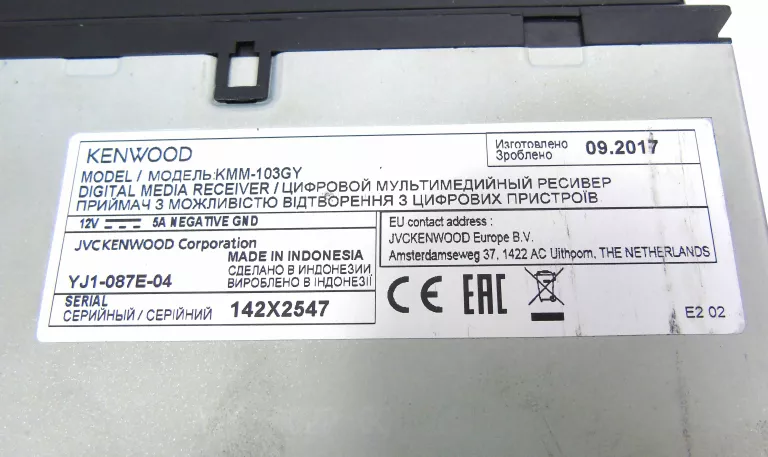 KENWOOD
Изготовлено
Зроблено
09.2017
MODEL / МОДЕЛЬ:KMM-103GY
DIGITAL MEDIA RECEIVER / ЦИФРОВОЙ МУЛЬТИМЕДИЙНЫЙ РЕСИВЕР
ПРИЙМАЧ З МОЖЛИВІСТЮ ВІДТВОРЕННЯ З ЦИФРОВИХ ПРИСТРОЇВ
12V 5A NEGATIVE GND
JVCKENWOOD Corporation
MADE IN INDONESIA
СДЕЛАНО В ИНДОНЕЗИИ
YJ1-087E-04
ВИРОБЛЕНО В ІНДОНЕЗІЇ
SERIAL
СЕРИЙНЫЙ / СЕРІЙНИЙ
142X2547
EU contact address :
JVCKENWOOD Europe B.V.
Amsterdamseweg 37, 1422 AC Uithoorn, THE NETHERLANDS
CE EAC
E2 02